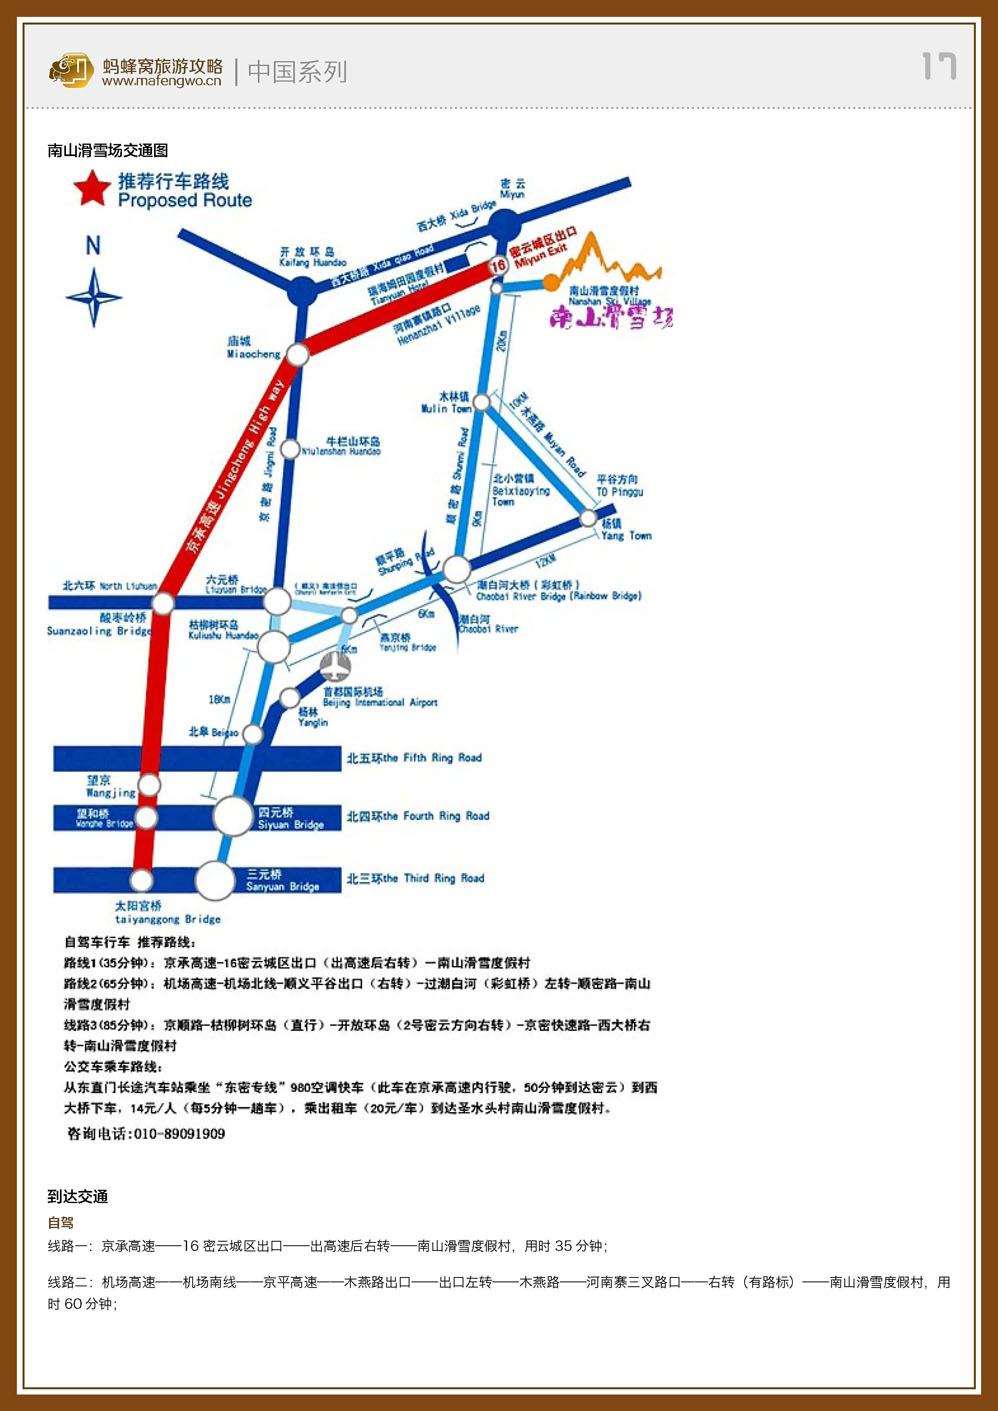 蚂蜂窝旅游攻略
www.mafengwo.cn
中国系列
17
南山滑雪场交通图
推荐行车路线
Proposed Route
N
密云
Miyun
西大桥 Xida Bridge
开放环岛
Kaifang Huandao
西大桥路 Xida qiao Road
16
密云城区出口
Miyun Exit
瑞海姆田园度假村
Tianyuan Hotel
南山滑雪度假村
Nanshan Ski Village
南山滑雪场
河南寨镇路口
Henanzhai Village
庙城
Miaocheng
20Km
木林镇
Mulin Town
10KM
木燕路 Muyan Road
京承高速 Jingcheng High way
京密路 Jingmi Road
牛栏山环岛
Niulanshan Huandao
顺密路 Shunmi Road
北小营镇
Beixiaoying
Town
平谷方向
TO Pinggu
9Km
杨镇
Yang Town
12KM
顺平路
Shunping Road
北六环 North Liuhuan
六元桥
Liuyuan Bridge
潮白河大桥(彩虹桥)
Chaobai River Bridge (Rainbow Bridge)
酸枣岭桥
Suanzaoling Bridge
枯柳树环岛
Kuliushu Huandao
6Km
潮白河
Chaobai River
燕京桥
Yanjing Bridge
5Km
首都国际机场
Beijing International Airport
18Km
杨林
Yanglin
北皋 Beigao
北五环the Fifth Ring Road
望京
Wangjing
望和桥
Wanghe Bridge
四元桥
Siyuan Bridge
北四环the Fourth Ring Road
三元桥
Sanyuan Bridge
北三环the Third Ring Road
太阳宫桥
taiyanggong Bridge
自驾车行车 推荐路线：
路线1(35分钟)：京承高速-16密云城区出口（出高速后右转）—南山滑雪度假村
路线2(65分钟)：机场高速-机场北线-顺义平谷出口（右转）-过潮白河（彩虹桥）左转-顺密路-南山
滑雪度假村
线路3(85分钟)：京顺路-枯柳树环岛（直行）-开放环岛（2号密云方向右转）-京密快速路-西大桥右
转-南山滑雪度假村
公交车乘车路线：
从东直门长途汽车站乘坐“东密专线”980空调快车（此车在京承高速内行驶，50分钟到达密云）到西
大桥下车，14元/人（每5分钟一趟车），乘出租车（20元/车）到达圣水头村南山滑雪度假村。
咨询电话:010-89091909
到达交通
自驾
线路一：京承高速——16 密云城区出口——出高速后右转——南山滑雪度假村，用时 35 分钟；
线路二：机场高速——机场南线——京平高速——木燕路出口——出口左转——木燕路——河南寨三叉路口——右转（有路标）——南山滑雪度假村，用
时 60 分钟；